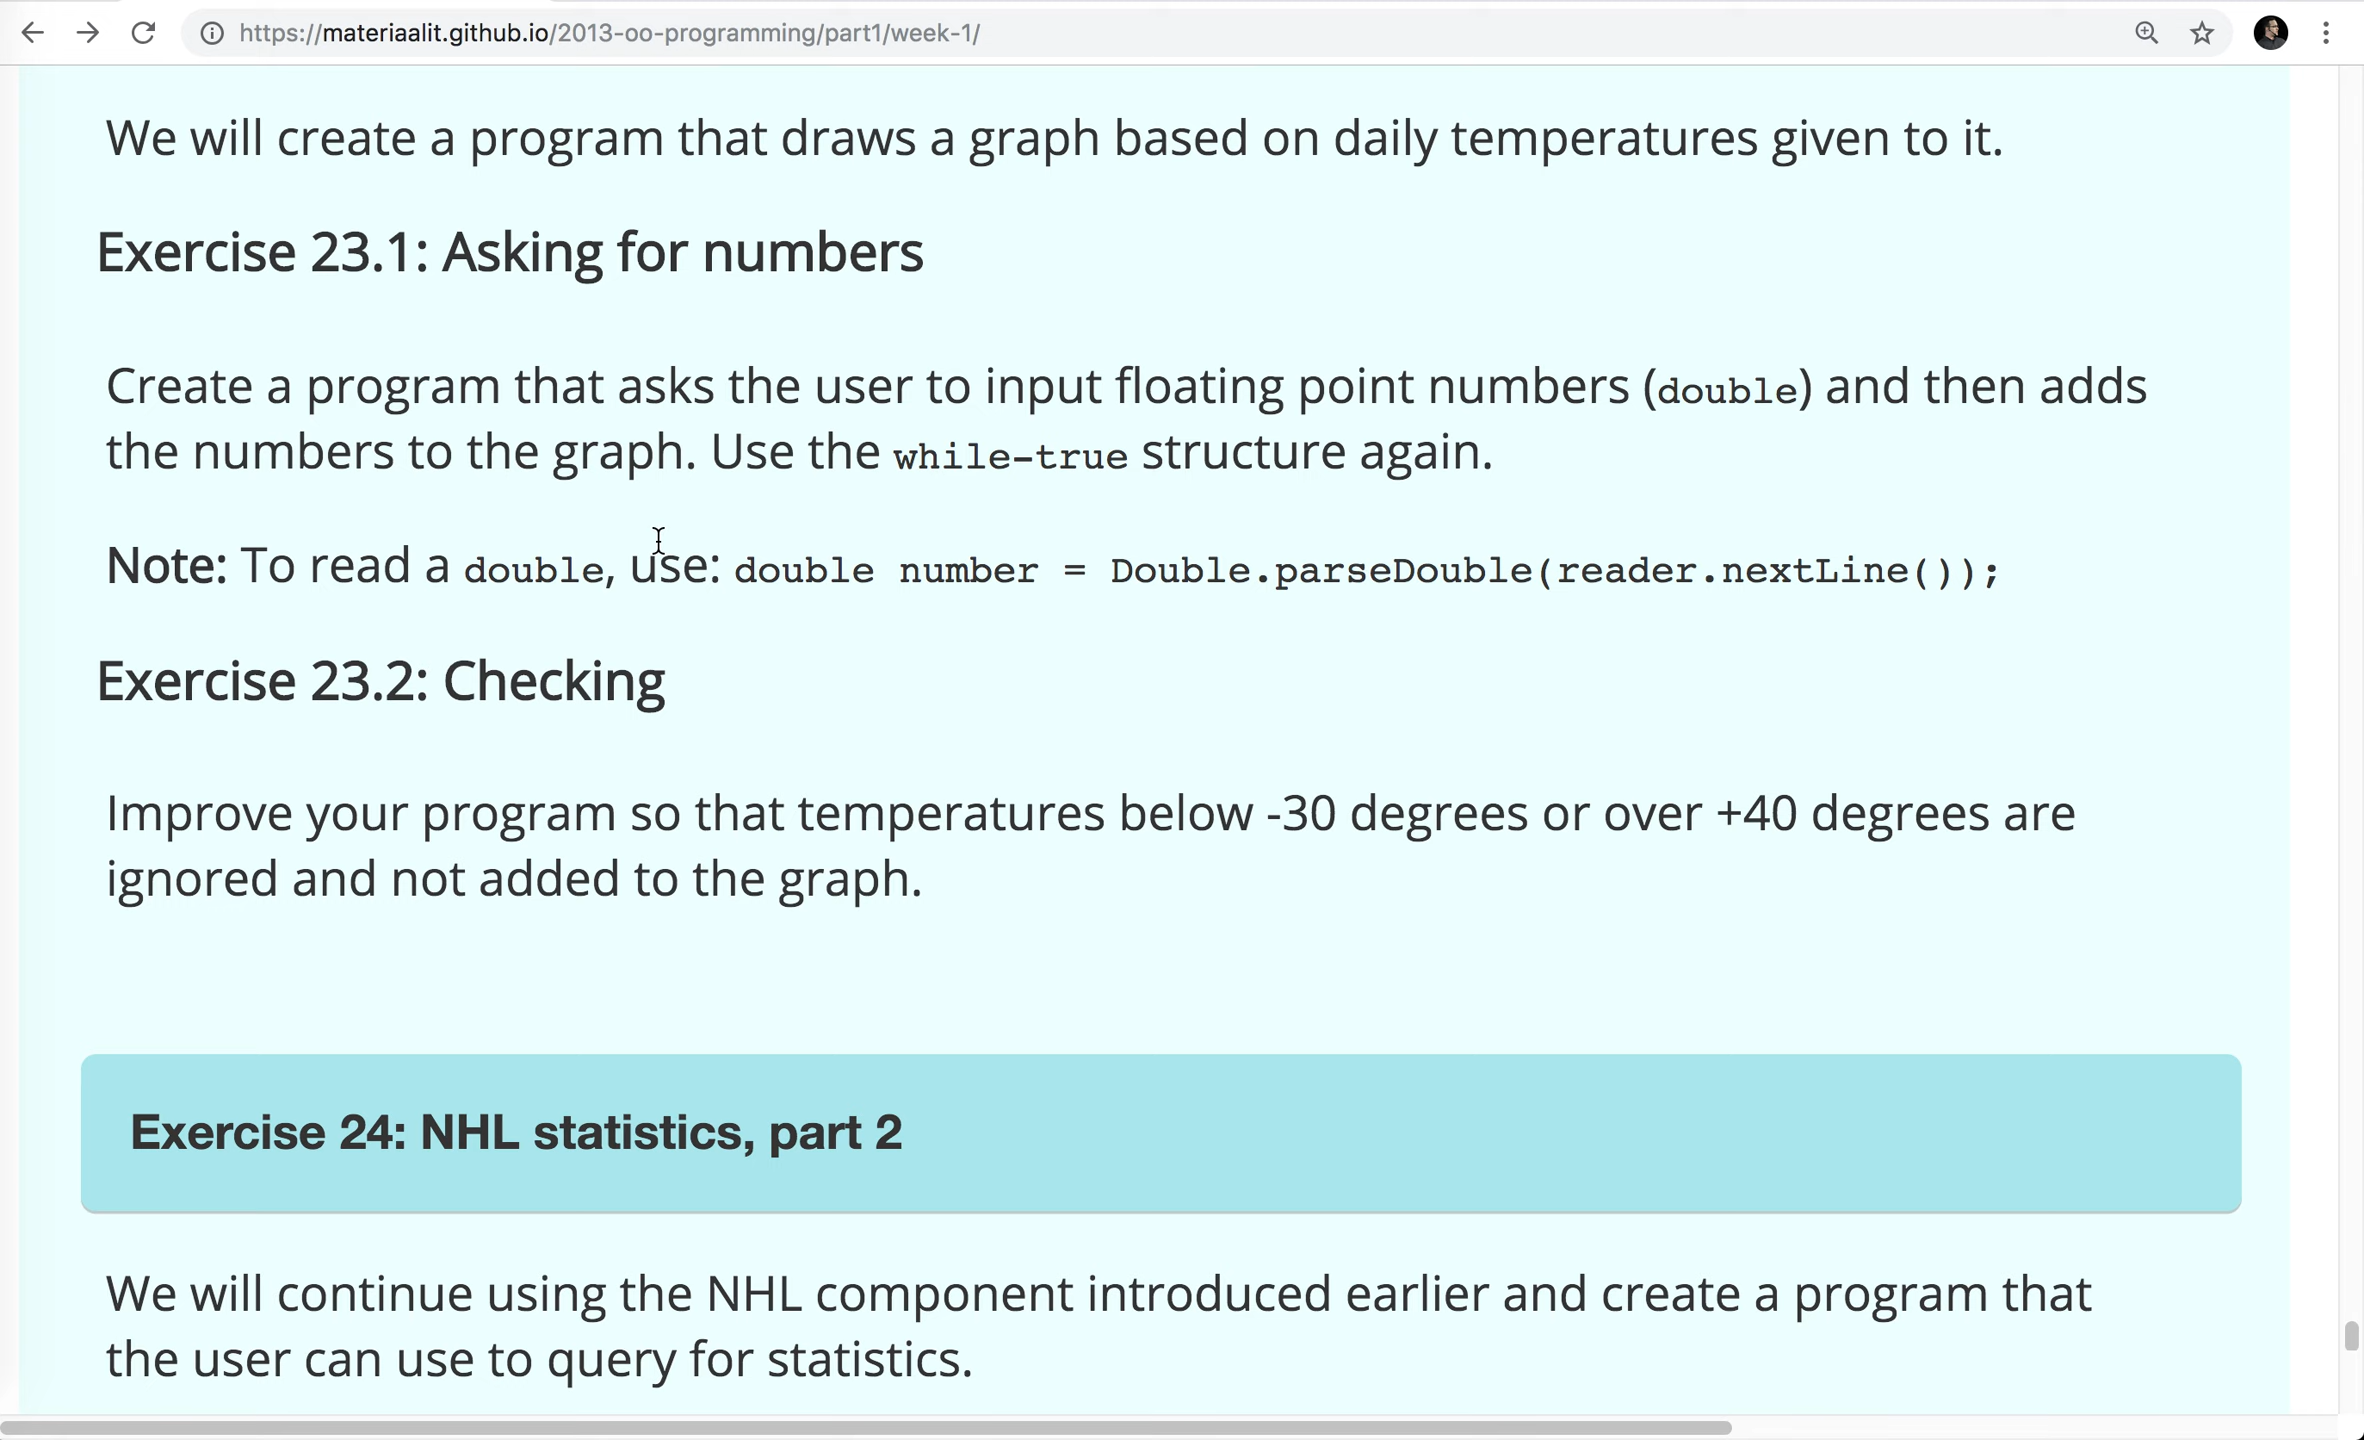 https://materiaalit.github.io/2013-oo-programming/part1/week-1/
We will create a program that draws a graph based on daily temperatures given to it.
Exercise 23.1: Asking for numbers
Create a program that asks the user to input floating point numbers (double) and then adds
the numbers to the graph. Use the while-true structure again.
Note: To read a double, use: double number = Double.parseDouble(reader.nextLine());
Exercise 23.2: Checking
Improve your program so that temperatures below -30 degrees or over +40 degrees are
ignored and not added to the graph.
Exercise 24: NHL statistics, part 2
We will continue using the NHL component introduced earlier and create a program that
the user can use to query for statistics.